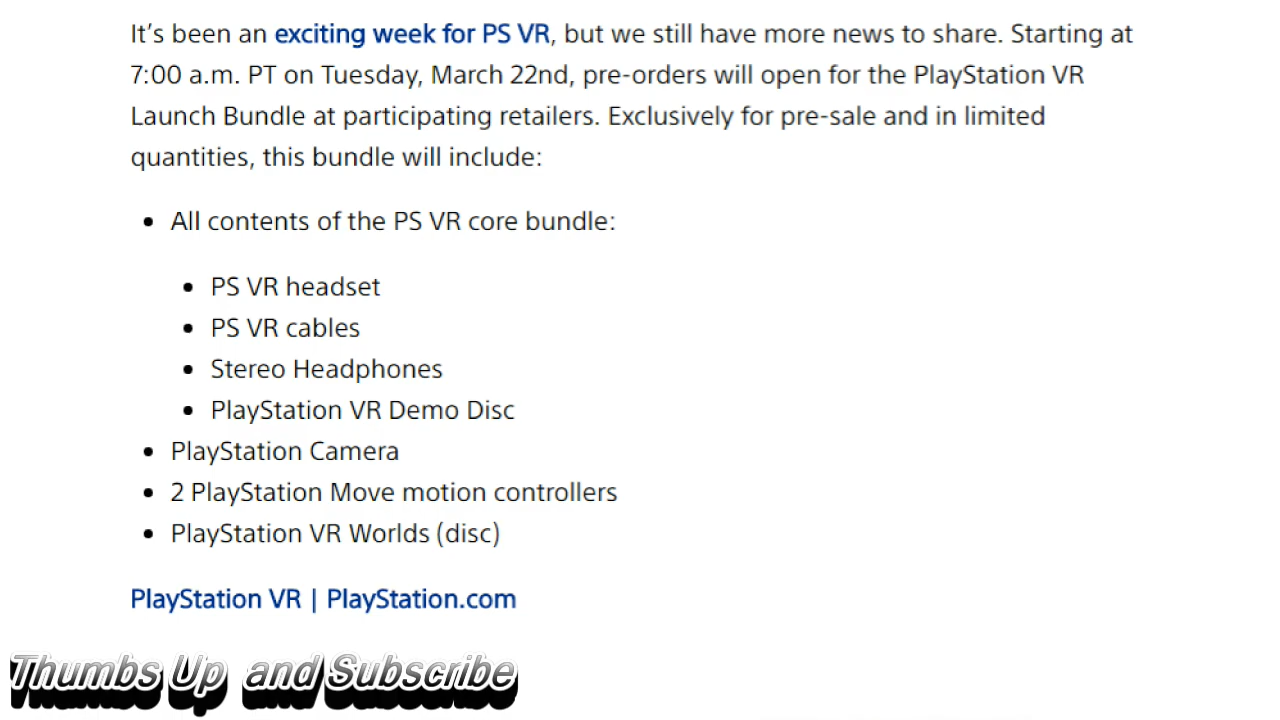 It’s been an exciting week for PS VR, but we still have more news to share. Starting at
7:00 a.m. PT on Tuesday, March 22nd, pre-orders will open for the PlayStation VR
Launch Bundle at participating retailers. Exclusively for pre-sale and in limited
quantities, this bundle will include:
• All contents of the PS VR core bundle:
• PS VR headset
• PS VR cables
• Stereo Headphones
• PlayStation VR Demo Disc
• PlayStation Camera
• 2 PlayStation Move motion controllers
• PlayStation VR Worlds (disc)
PlayStation VR | PlayStation.com
Thumbs Up and Subscribe